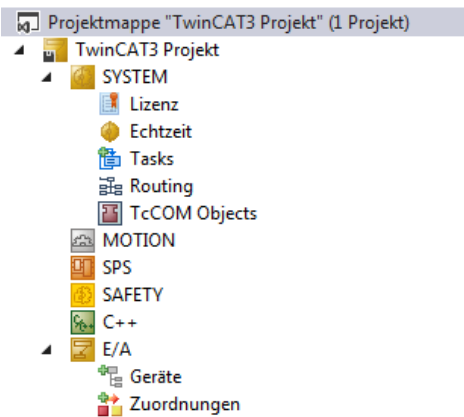 Projektmappe "TwinCAT3 Projekt" (1 Projekt)
TwinCAT3 Projekt
SYSTEM
Lizenz
Echtzeit
Tasks
Routing
TcCOM Objects
MOTION
SPS
SAFETY
C++
E/A
Geräte
Zuordnungen